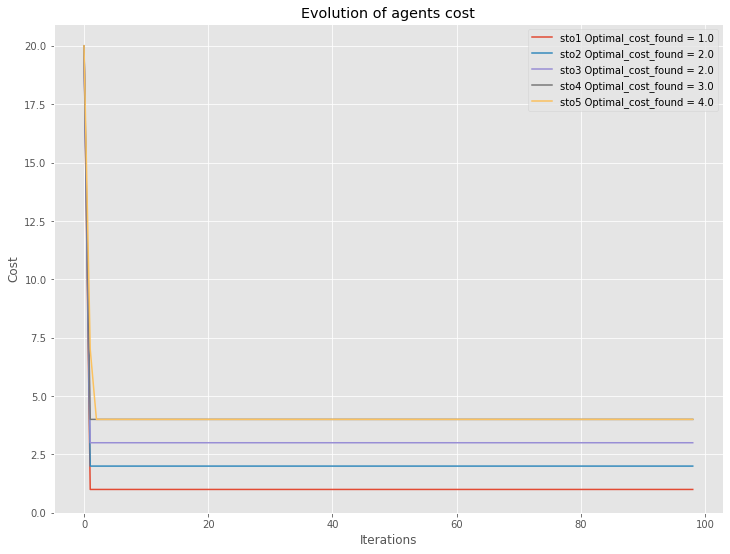 Evolution of agents cost
sto1 Optimal_cost_found = 1.0
sto2 Optimal_cost_found = 2.0
sto3 Optimal_cost_found = 2.0
sto4 Optimal_cost_found = 3.0
sto5 Optimal_cost_found = 4.0
Cost
20.0
17.5
15.0
12.5
10.0
7.5
5.0
2.5
0.0
0 20 40 60 80 100
Iterations